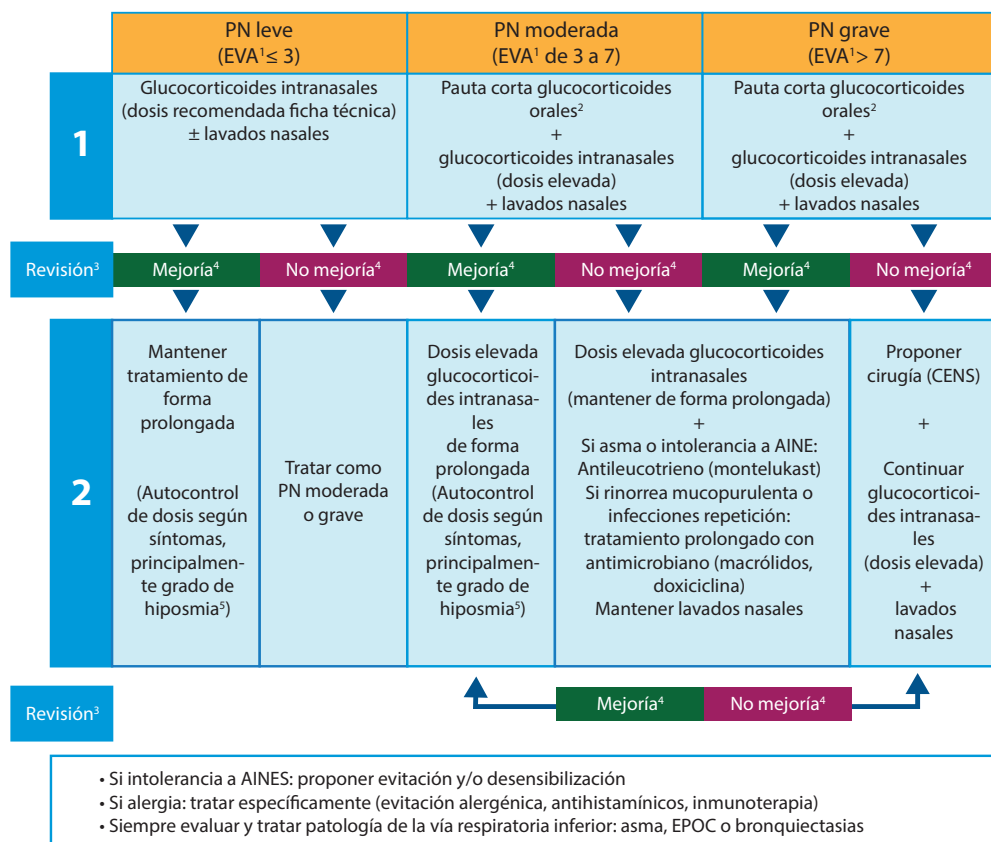 PN leve
(EVA¹≤ 3)
PN moderada
(EVA¹ de 3 a 7)
PN grave
(EVA¹> 7)
1
Glucocorticoides intranasales
(dosis recomendada ficha técnica)
± lavados nasales
Pauta corta glucocorticoides
orales²
+
glucocorticoides intranasales
(dosis elevada)
+ lavados nasales
Pauta corta glucocorticoides
orales²
+
glucocorticoides intranasales
(dosis elevada)
+ lavados nasales
Revisión³
Mejoría⁴
No mejoría⁴
Mejoría⁴
No mejoría⁴
Mejoría⁴
No mejoría⁴
2
Mantener
tratamiento de
forma
prolongada
(Autocontrol
de dosis según
síntomas,
principalmen-
te grado de
hiposmia⁵)
Tratar como
PN moderada
o grave
Dosis elevada
glucocorticoi-
des intranasa-
les
de forma
prolongada
(Autocontrol
de dosis según
síntomas,
principalmen-
te grado de
hiposmia⁵)
Dosis elevada glucocorticoides
intranasales
(mantener de forma prolongada)
+
Si asma o intolerancia a AINE:
Antileucotrieno (montelukast)
Si rinorrea mucopurulenta o
infecciones repetición:
tratamiento prolongado con
antimicrobiano (macrólidos,
doxiciclina)
Mantener lavados nasales
Proponer
cirugía (CENS)
+
Continuar
glucocorticoi-
des intranasa-
les
(dosis elevada)
+
lavados
nasales
Revisión³
Mejoría⁴
No mejoría⁴
• Si intolerancia a AINES: proponer evitación y/o desensibilización
• Si alergia: tratar específicamente (evitación alergénica, antihistamínicos, inmunoterapia)
• Siempre evaluar y tratar patología de la vía respiratoria inferior: asma, EPOC o bronquiectasias